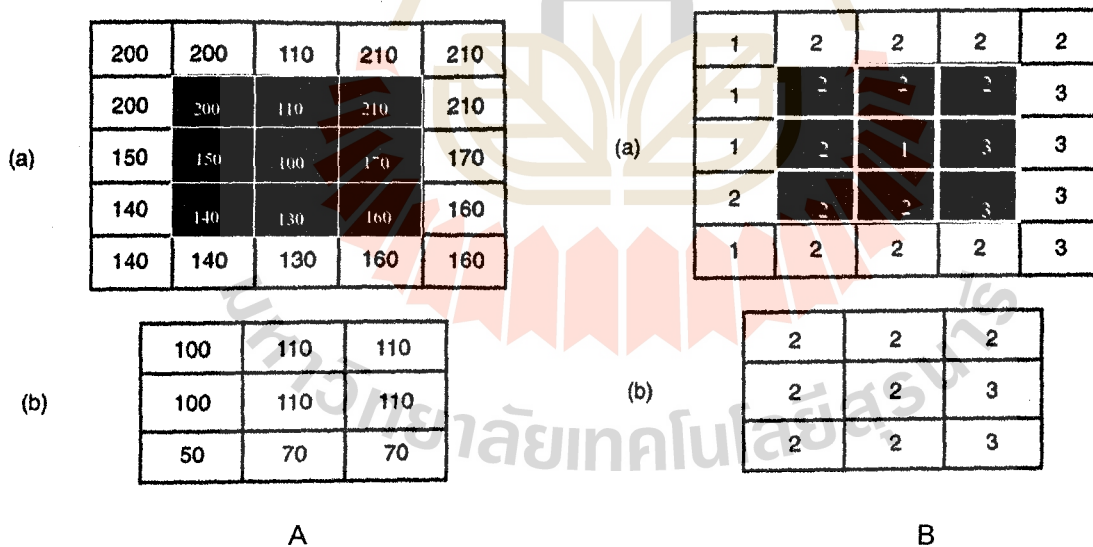 200 200 110 210 210
200 200 110 210 210
(a) 150 150 100 170 170
140 140 130 160 160
140 140 130 160 160
100 110 110
(b) 100 110 110
50 70 70
A
1 2 2 2 2
1 2 2 2 3
(a) 1 2 1 3 3
2 2 2 3 3
1 2 2 2 3
2 2 2
(b) 2 2 3
2 2 3
B
มหาวิทยาลัยเทคโนโลยีสุรนารี